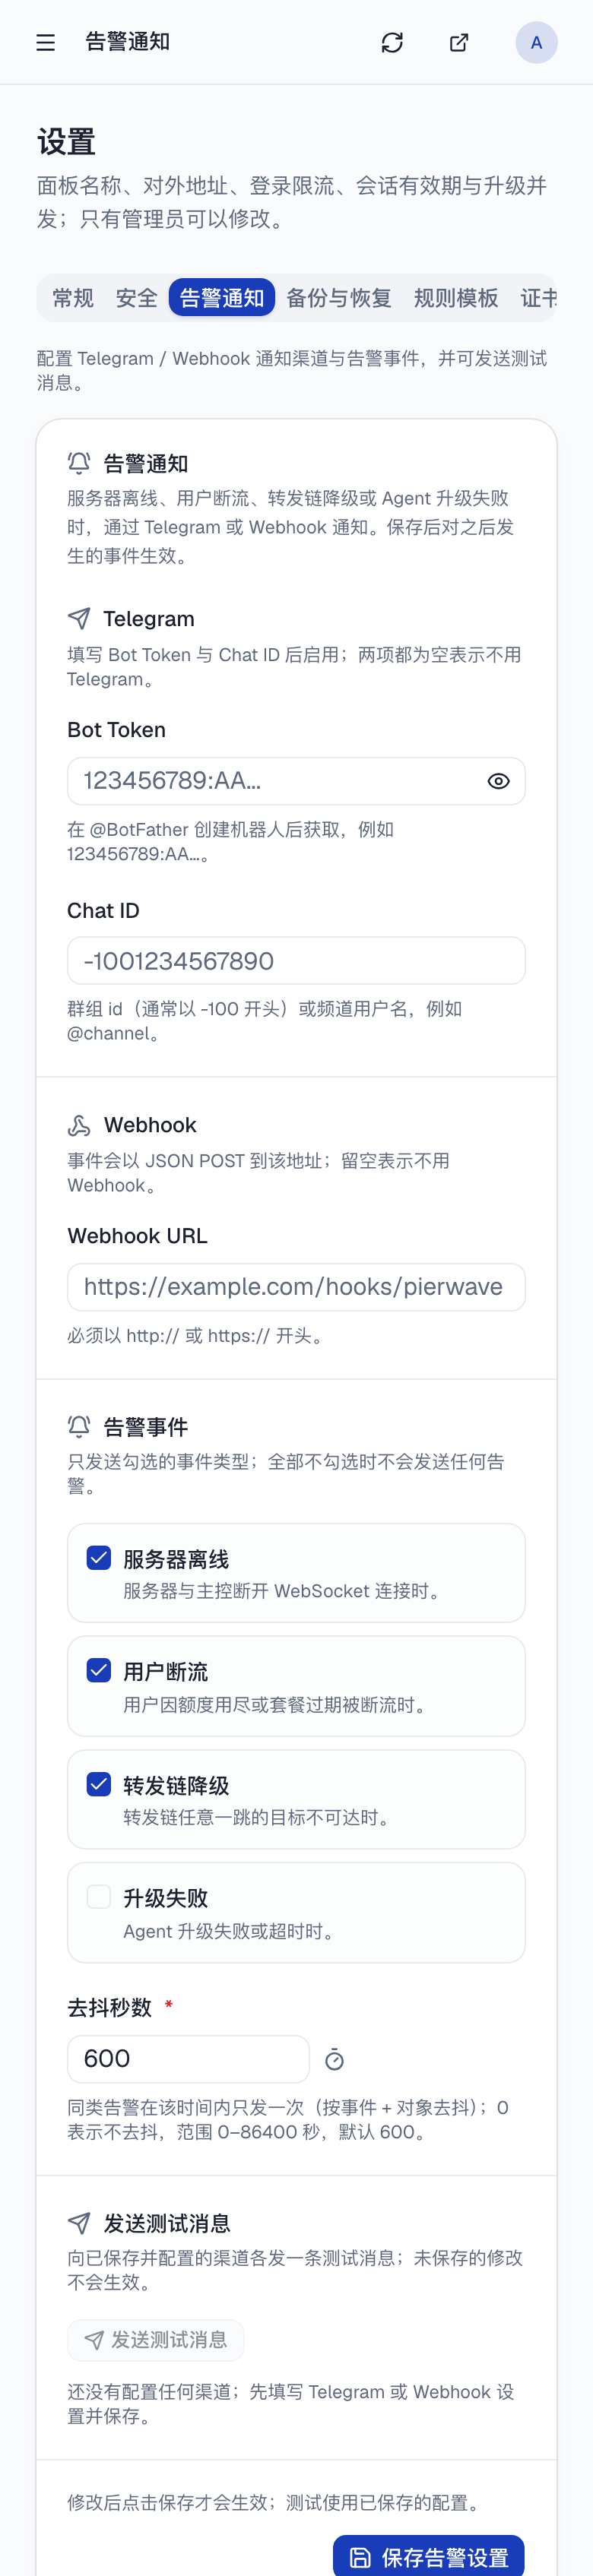 告警通知
A
设置
面板名称、对外地址、登录限流、会话有效期与升级并
发；只有管理员可以修改。
常规 安全 告警通知 备份与恢复 规则模板 证书
配置 Telegram / Webhook 通知渠道与告警事件，并可发送测试
消息。
告警通知
服务器离线、用户断流、转发链降级或 Agent 升级失败
时，通过 Telegram 或 Webhook 通知。保存后对之后发
生的事件生效。
Telegram
填写 Bot Token 与 Chat ID 后启用；两项都为空表示不用
Telegram。
Bot Token
123456789:AA...
在 @BotFather 创建机器人后获取，例如
123456789:AA...。
Chat ID
-1001234567890
群组 id（通常以 -100 开头）或频道用户名，例如
@channel。
Webhook
事件会以 JSON POST 到该地址；留空表示不用
Webhook。
Webhook URL
https://example.com/hooks/pierwave
必须以 http:// 或 https:// 开头。
告警事件
只发送勾选的事件类型；全部不勾选时不会发送任何告
警。
服务器离线
服务器与主控断开 WebSocket 连接时。
用户断流
用户因额度用尽或套餐过期被断流时。
转发链降级
转发链任意一跳的目标不可达时。
升级失败
Agent 升级失败或超时时。
去抖秒数 *
600
同类告警在该时间内只发一次（按事件 + 对象去抖）；0
表示不去抖，范围 0–86400 秒，默认 600。
发送测试消息
向已保存并配置的渠道各发一条测试消息；未保存的修改
不会生效。
发送测试消息
还没有配置任何渠道；先填写 Telegram 或 Webhook 设
置并保存。
修改后点击保存才会生效；测试使用已保存的配置。
保存告警设置